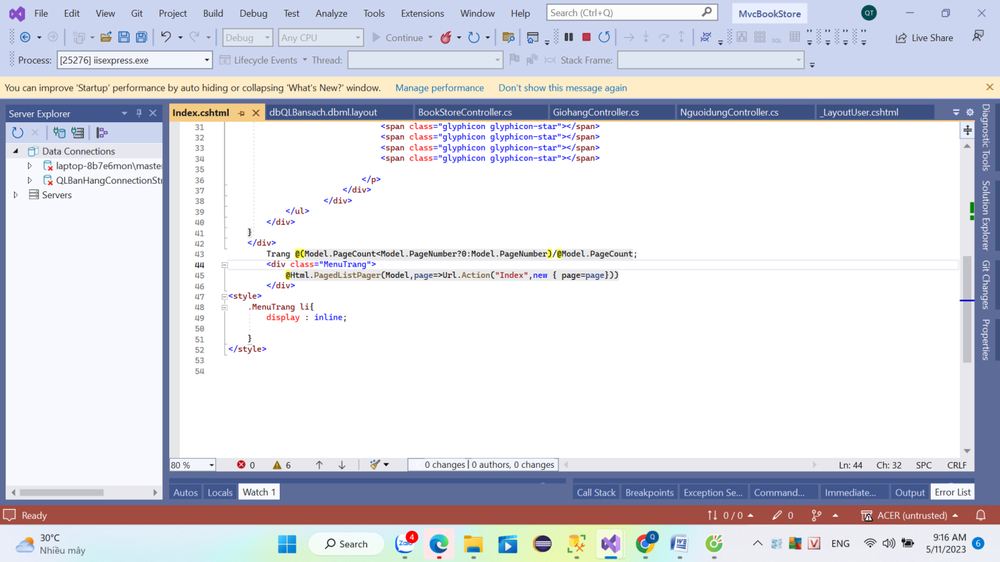 File Edit View Git Project Build Debug Test Analyze Tools Extensions Window Help Search (Ctrl+Q) MvcBookStore QT
Debug Any CPU Continue SQL Live Share
Process: [25276] iisexpress.exe Lifecycle Events Thread: Stack Frame:
You can improve 'Startup' performance by auto hiding or collapsing 'What's New?' window. Manage performance Don't show this message again
Server Explorer
Data Connections
laptop-8b7e6mon\master
QLBanHangConnectionStr
Servers
Index.cshtml dbQLBansach.dbml.layout BookStoreController.cs GiohangController.cs NguoidungController.cs _LayoutUser.cshtml
31 <span class="glyphicon glyphicon-star"></span>
32 <span class="glyphicon glyphicon-star"></span>
33 <span class="glyphicon glyphicon-star"></span>
34 <span class="glyphicon glyphicon-star"></span>
35
36 </p>
37 </div>
38 </div>
39 </ul>
40 </div>
41 }
42 </div>
43 Trang @(Model.PageCount<Model.PageNumber?0:Model.PageNumber)/@Model.PageCount;
44 <div class="MenuTrang">
45 @Html.PagedListPager(Model,page=>Url.Action("Index",new { page=page}))
46 </div>
47 <style>
48 .MenuTrang li{
49 display : inline;
50
51 }
52 </style>
53
54
Diagnostic Tools
Solution Explorer
Git Changes
Properties
80 % 0 6 0 changes | 0 authors, 0 changes Ln: 44 Ch: 32 SPC CRLF
Autos Locals Watch 1 Call Stack Breakpoints Exception Se... Command... Immediate... Output Error List
Ready 0 / 0 0 ACER (untrusted)
30°C
Nhiều mây
Search
Zalo 4
Q
W
V
ENG
9:16 AM
5/11/2023
6